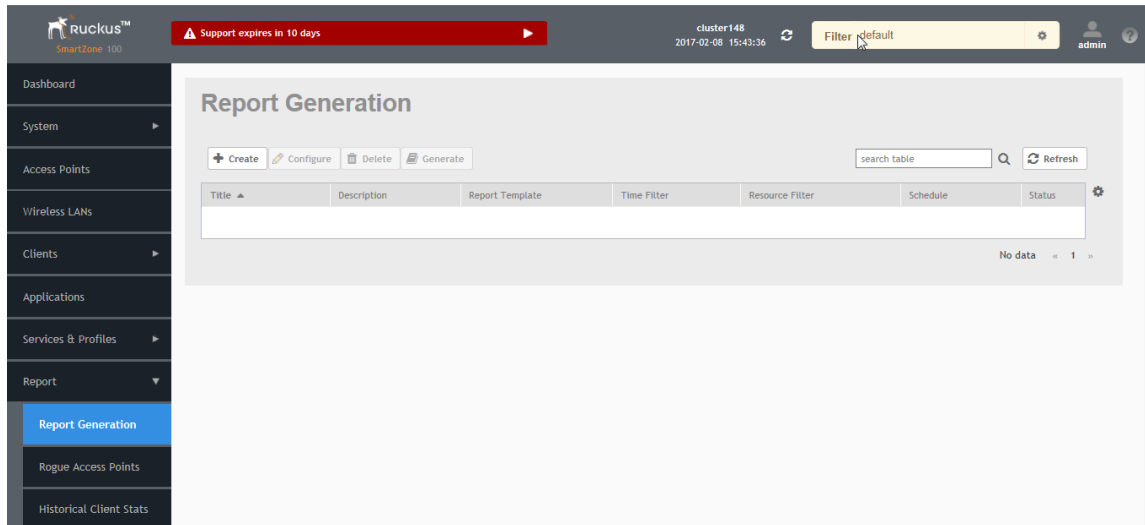 RUCKUS™
SmartZone 100
Support expires in 10 days
cluster148
2017-02-08 15:43:36
Filter default
admin
Dashboard
System
Access Points
Wireless LANs
Clients
Applications
Services & Profiles
Report
Report Generation
Rogue Access Points
Historical Client Stats
Report Generation
Create Configure Delete Generate
search table
Refresh
Title Description Report Template Time Filter Resource Filter Schedule Status
No data « 1 »